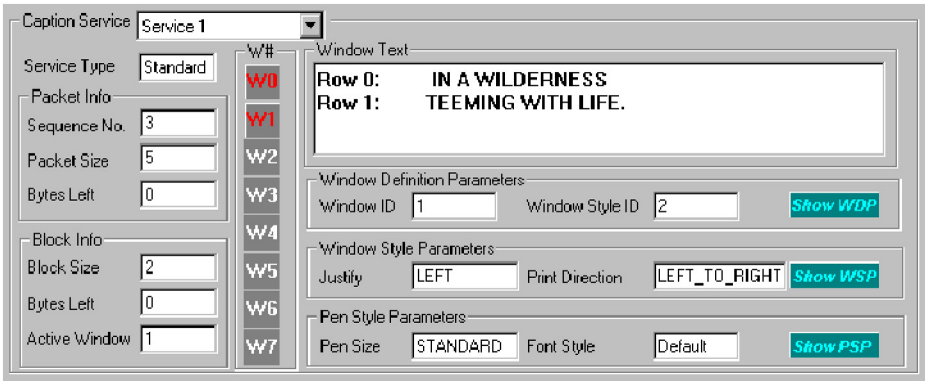 Caption Service Service 1
Service Type Standard
Packet Info
Sequence No. 3
Packet Size 5
Bytes Left 0
Block Info
Block Size 2
Bytes Left 0
Active Window 1
W#
W0
W1
W2
W3
W4
W5
W6
W7
Window Text
Row 0: IN A WILDERNESS
Row 1: TEEMING WITH LIFE.
Window Definition Parameters
Window ID 1 Window Style ID 2 Show WDP
Window Style Parameters
Justify LEFT Print Direction LEFT_TO_RIGHT Show WSP
Pen Style Parameters
Pen Size STANDARD Font Style Default Show PSP